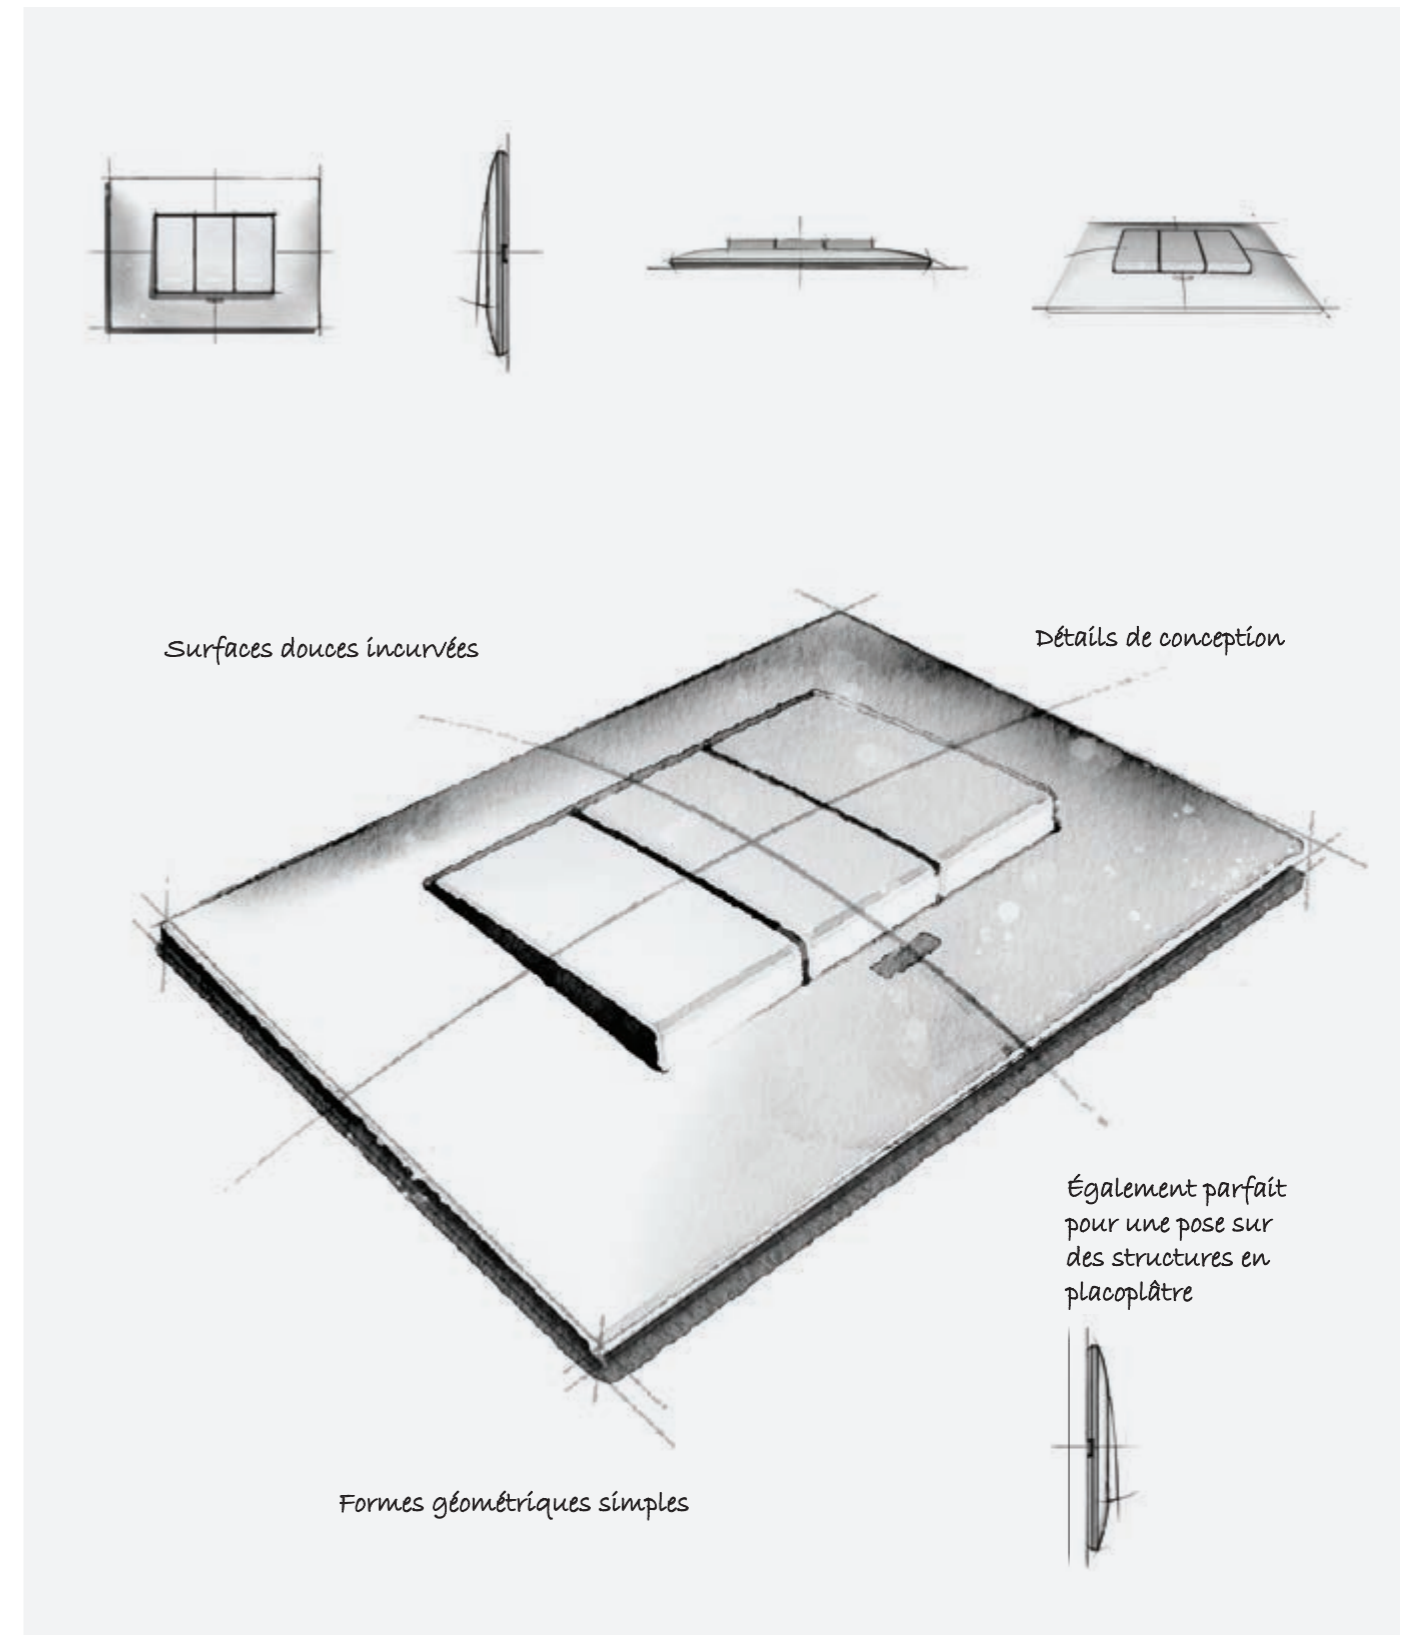 Surfaces douces incurvées
Détails de conception
Également parfait
pour une pose sur
des structures en
placoplâtre
Formes géométriques simples